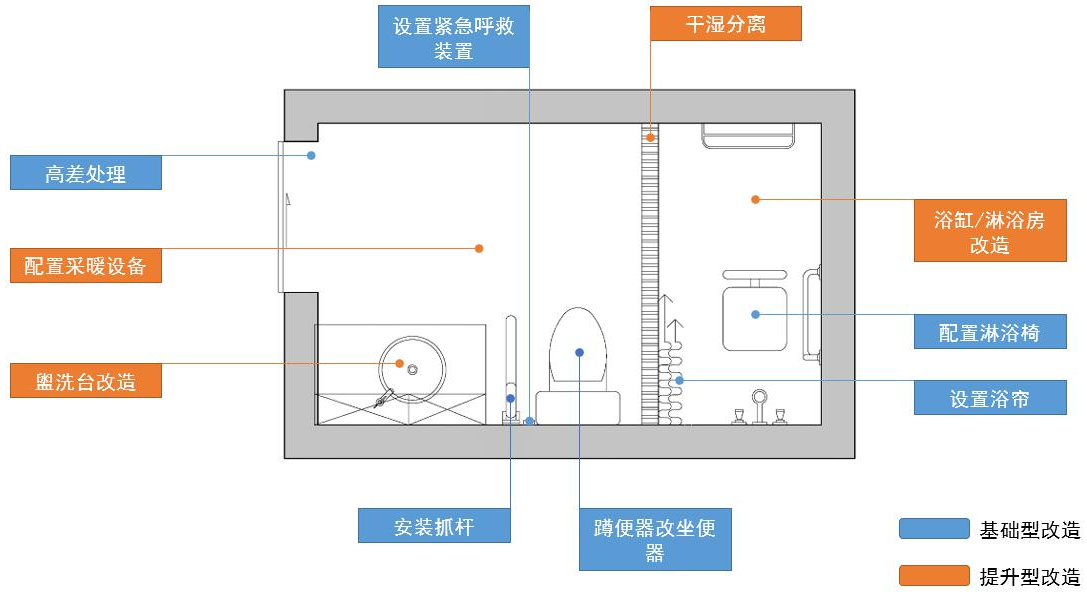 设置紧急呼救
装置
干湿分离
高差处理
配置采暖设备
盥洗台改造
浴缸/淋浴房
改造
配置淋浴椅
设置浴帘
安装抓杆
蹲便器改坐便
器
基础型改造
提升型改造